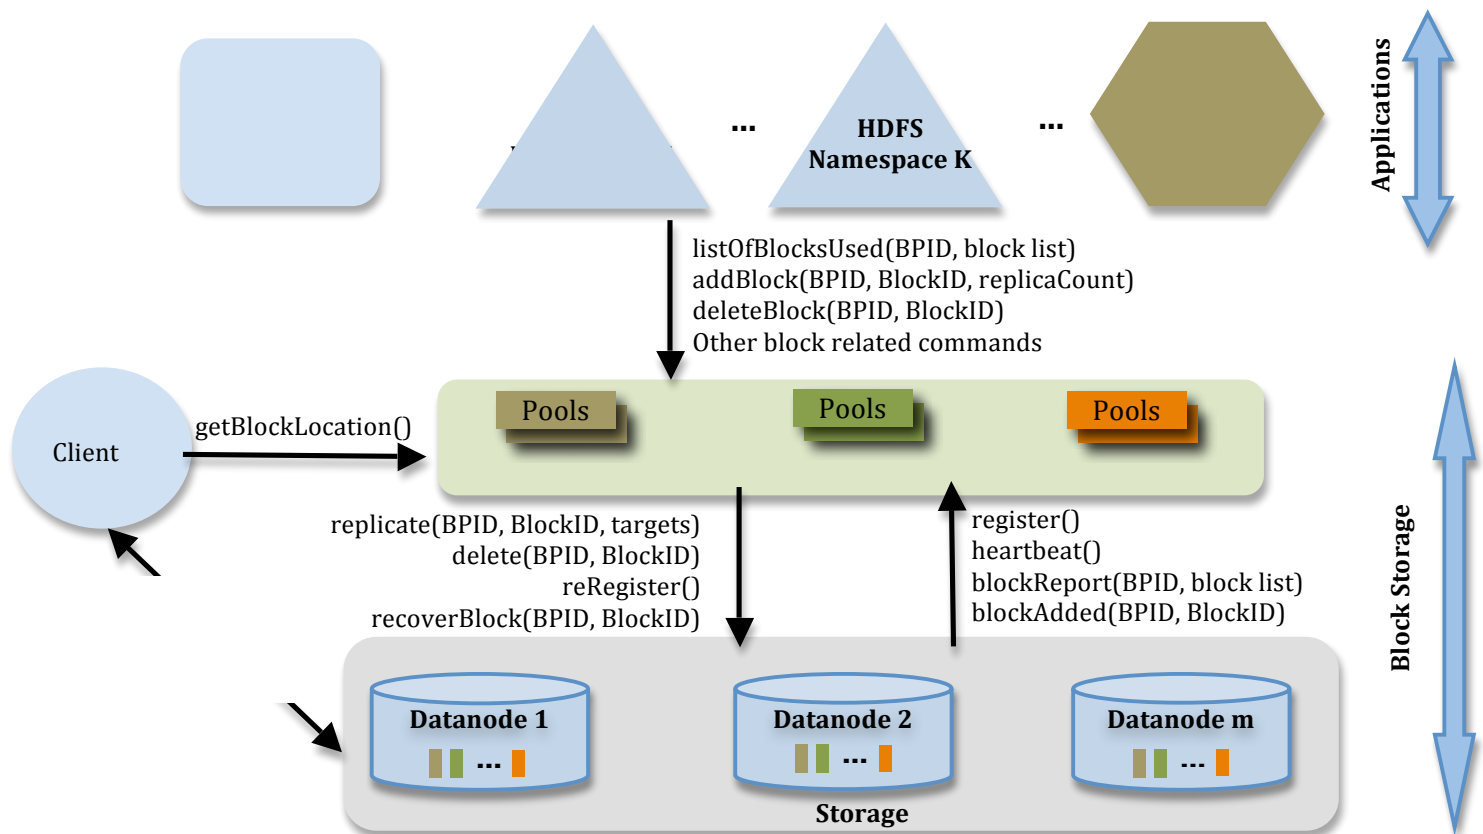 ...
HDFS
Namespace K
...
Applications
listOfBlocksUsed(BPID, block list)
addBlock(BPID, BlockID, replicaCount)
deleteBlock(BPID, BlockID)
Other block related commands
Pools
Pools
Pools
Client
getBlockLocation()
replicate(BPID, BlockID, targets)
delete(BPID, BlockID)
reRegister()
recoverBlock(BPID, BlockID)
register()
heartbeat()
blockReport(BPID, block list)
blockAdded(BPID, BlockID)
Block Storage
Datanode 1
...
Datanode 2
...
Datanode m
...
Storage